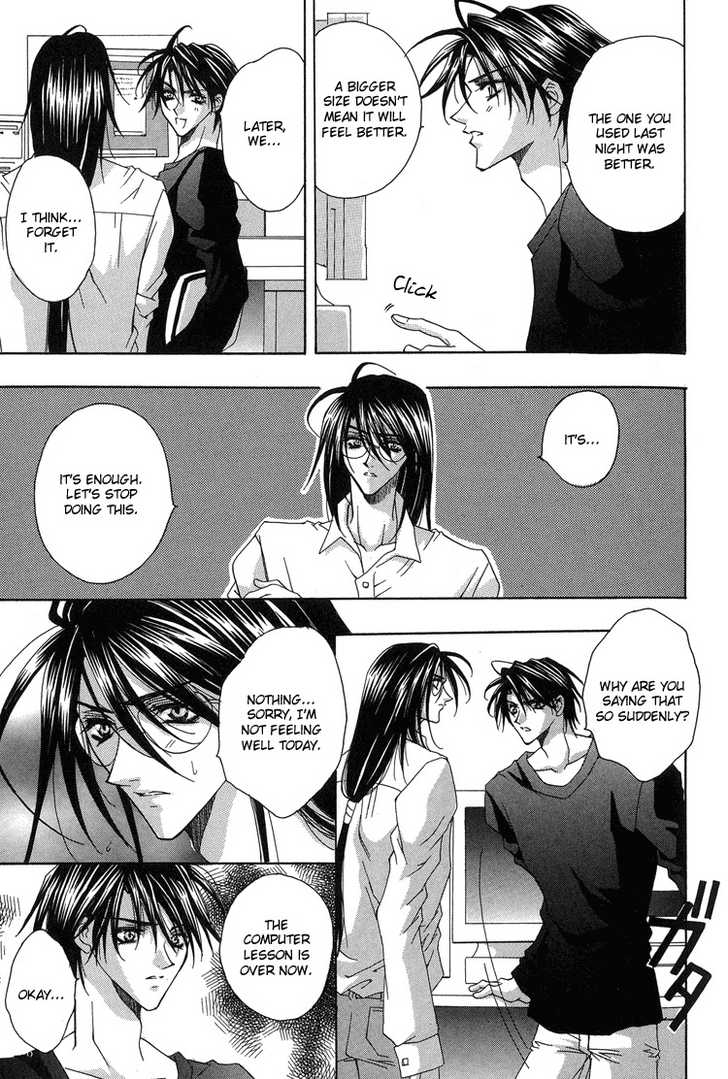 THE ONE YOU
USED LAST
NIGHT WAS
BETTER.
A BIGGER
SIZE DOESN'T
MEAN IT WILL
FEEL BETTER.
Click
LATER,
WE...
I THINK...
FORGET
IT.
IT'S...
IT'S ENOUGH.
LET'S STOP
DOING THIS.
WHY ARE YOU
SAYING THAT
SO SUDDENLY?
ガタ
NOTHING...
SORRY, I'M
NOT FEELING
WELL TODAY.
THE
COMPUTER
LESSON IS
OVER NOW.
OKAY...